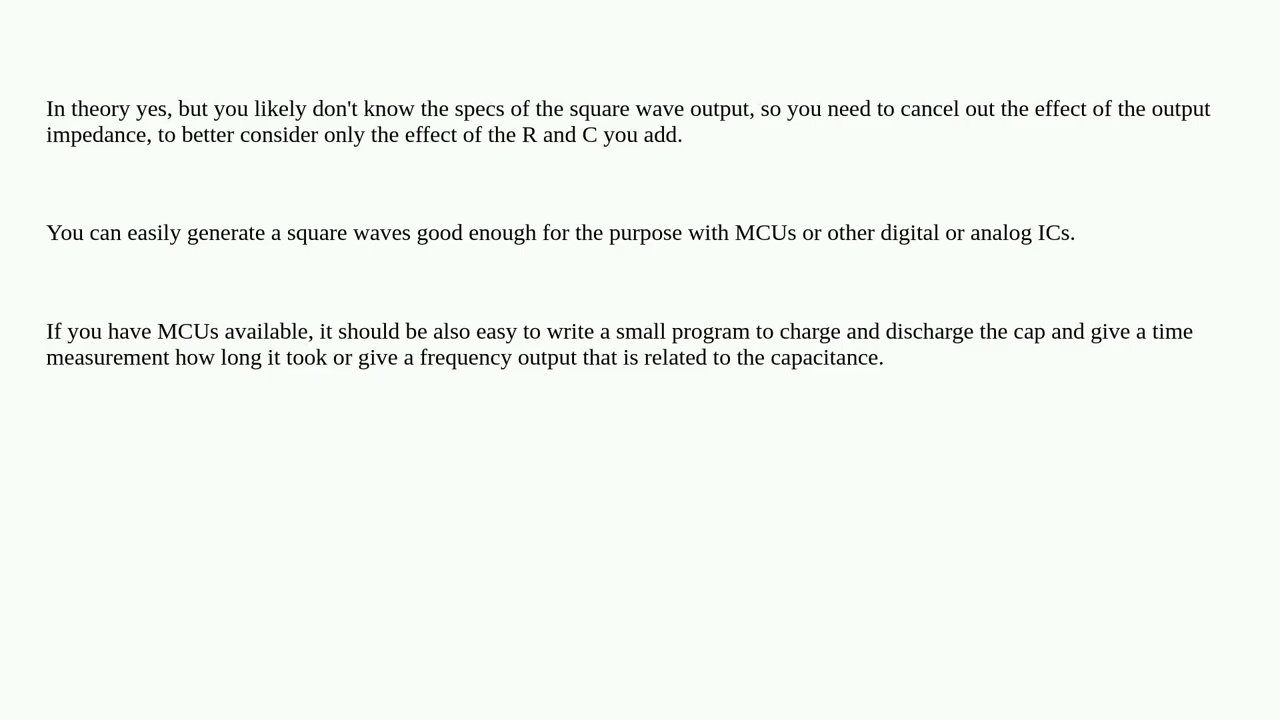 In theory yes, but you likely don't know the specs of the square wave output, so you need to cancel out the effect of the output
impedance, to better consider only the effect of the R and C you add.
You can easily generate a square waves good enough for the purpose with MCUs or other digital or analog ICs.
If you have MCUs available, it should be also easy to write a small program to charge and discharge the cap and give a time
measurement how long it took or give a frequency output that is related to the capacitance.